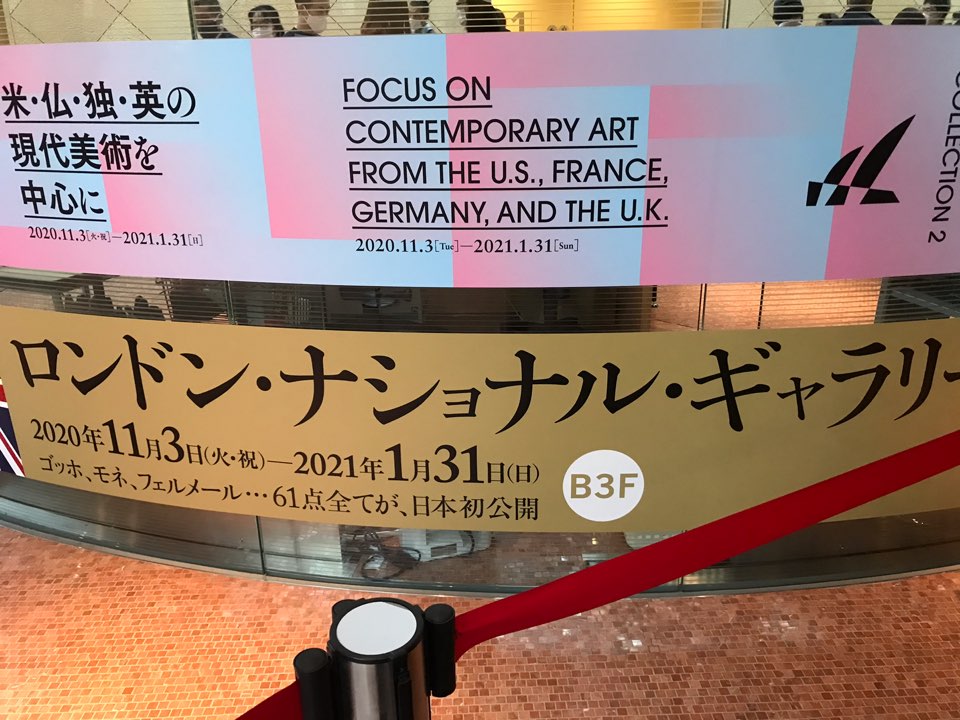 米・仏・独・英の
現代美術を
中心に
2020.11.3[火・祝]—2021.1.31[日]
FOCUS ON
CONTEMPORARY ART
FROM THE U.S., FRANCE,
GERMANY, AND THE U.K.
2020.11.3[Tue]—2021.1.31[Sun]
COLLECTION 2
ロンドン・ナショナル・ギャラリー
2020年11月3日(火・祝)—2021年1月31日(日)
ゴッホ、モネ、フェルメール…61点全てが、日本初公開
B3F
1